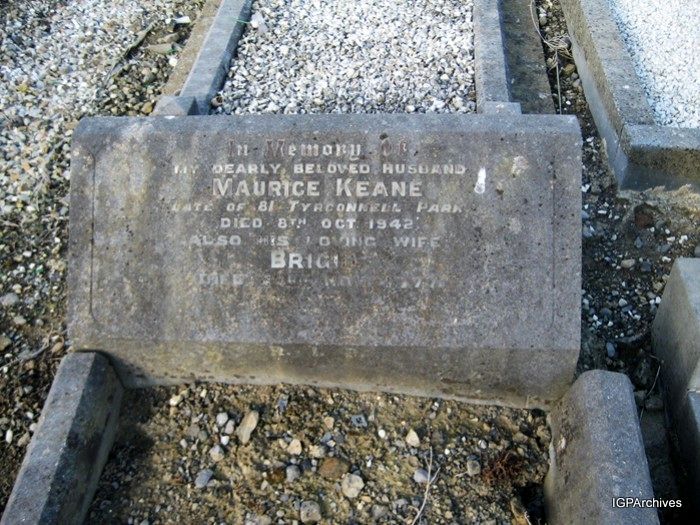 In Memory Of
MY DEARLY BELOVED HUSBAND
MAURICE KEANE
LATE OF 81 TYRCONNELL PARK
DIED 8TH OCT 1942
ALSO HIS LOVING WIFE
DIED
IGPArchives